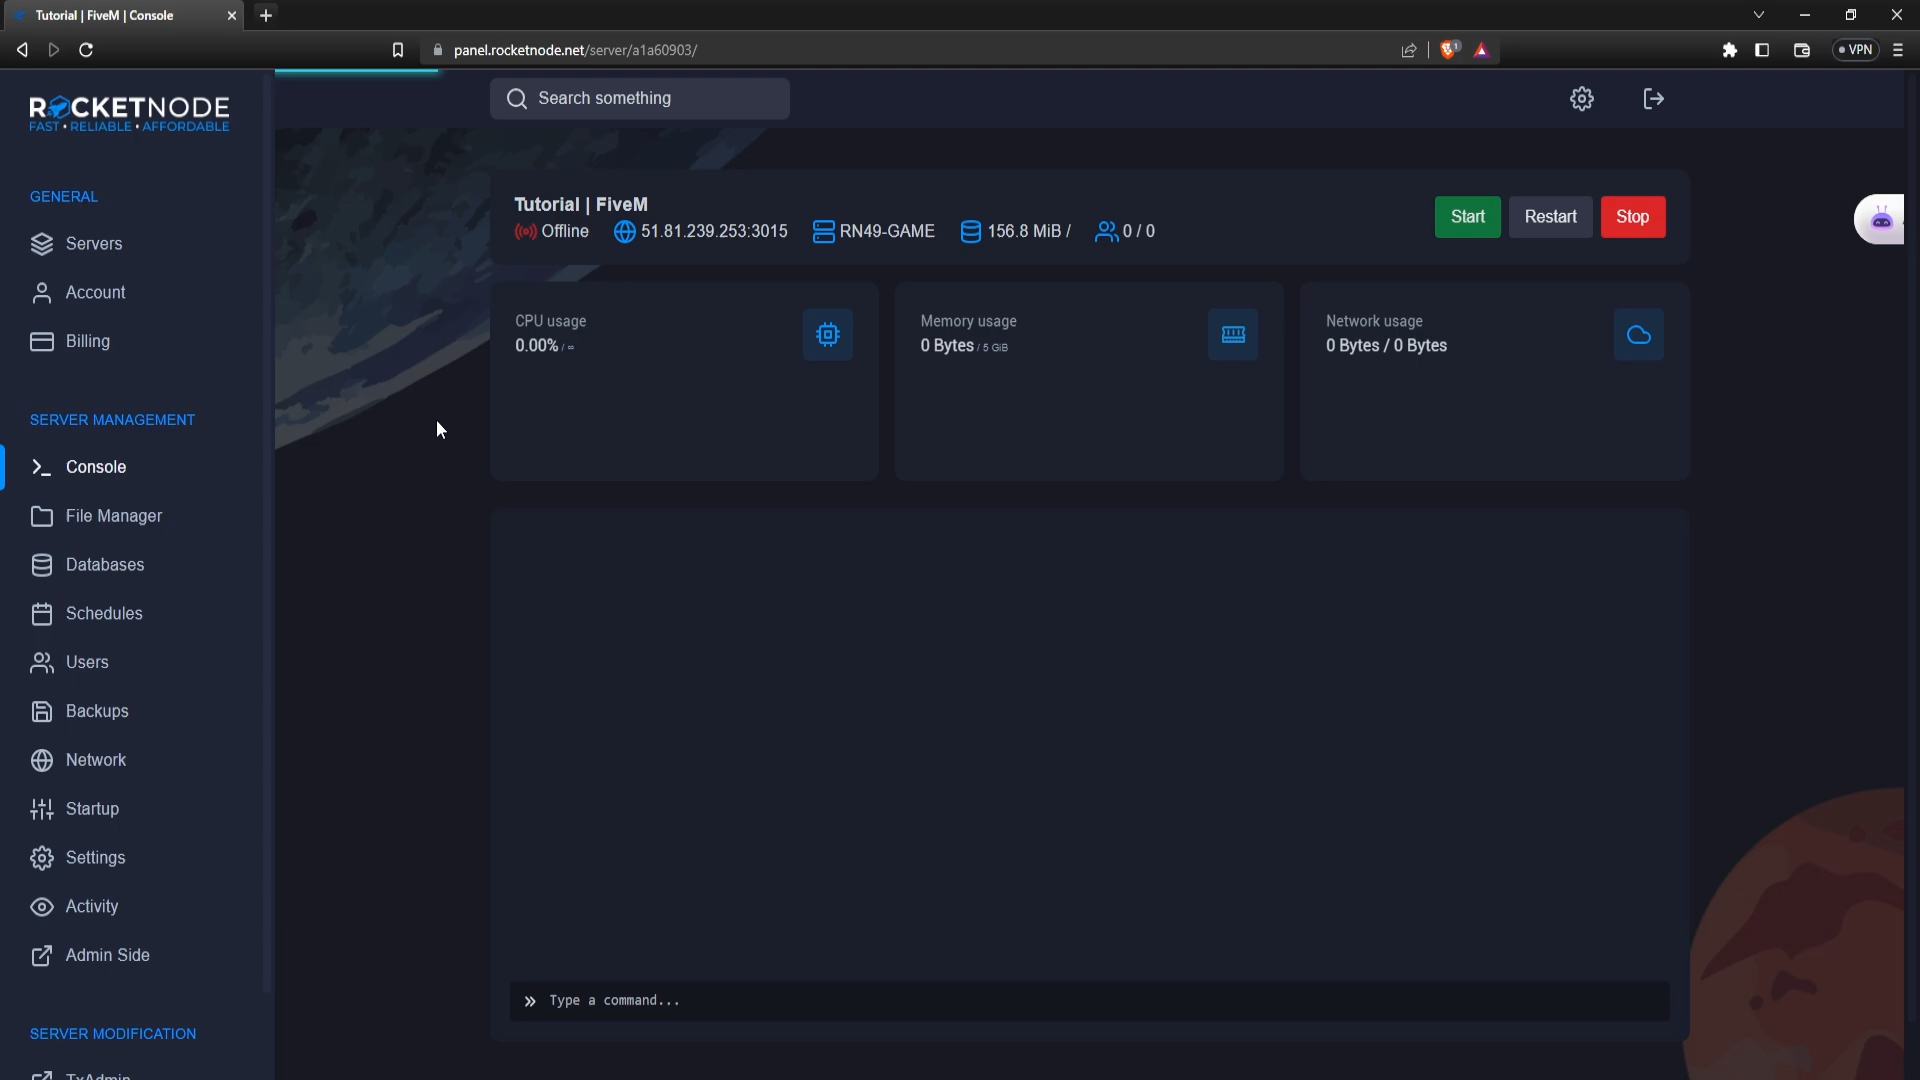 Tutorial | FiveM | Console
panel.rocketnode.net/server/a1a60903/
1
VPN
ROCKETNODE
FAST • RELIABLE • AFFORDABLE
Search something
GENERAL
Servers
Account
Billing
SERVER MANAGEMENT
Console
File Manager
Databases
Schedules
Users
Backups
Network
Startup
Settings
Activity
Admin Side
SERVER MODIFICATION
TxAdmin
Tutorial | FiveM
Offline 51.81.239.253:3015 RN49-GAME 156.8 MiB / 0 / 0
Start Restart Stop
CPU usage
0.00% / ∞
Memory usage
0 Bytes / 5 GiB
Network usage
0 Bytes / 0 Bytes
» Type a command...